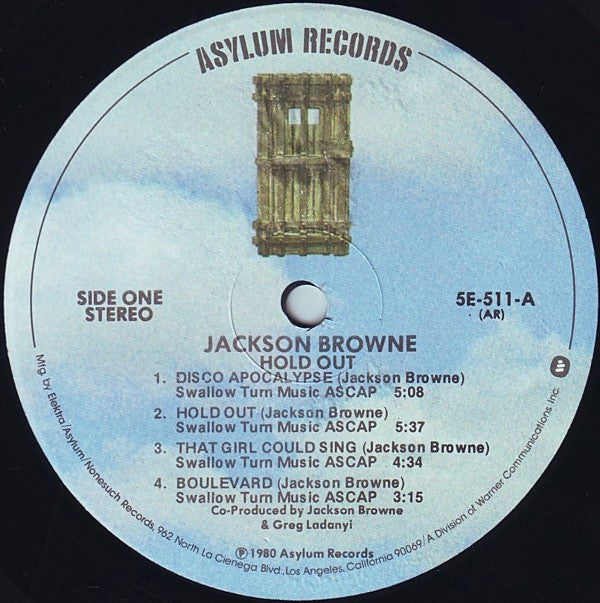 ASYLUM RECORDS
SIDE ONE
STEREO
5E-511-A
(AR)
JACKSON BROWNE
HOLD OUT
1. DISCO APOCALYPSE (Jackson Browne)
Swallow Turn Music ASCAP 5:08
2. HOLD OUT (Jackson Browne)
Swallow Turn Music ASCAP 5:37
3. THAT GIRL COULD SING (Jackson Browne)
Swallow Turn Music ASCAP 4:34
4. BOULEVARD (Jackson Browne)
Swallow Turn Music ASCAP 3:15
Co-Produced by Jackson Browne
& Greg Ladanyi
℗ 1980 Asylum Records
Mfg. by Elektra/Asylum/Nonesuch Records, 962 North La Cienega Blvd., Los Angeles, California 90069/A Division of Warner Communications Inc.